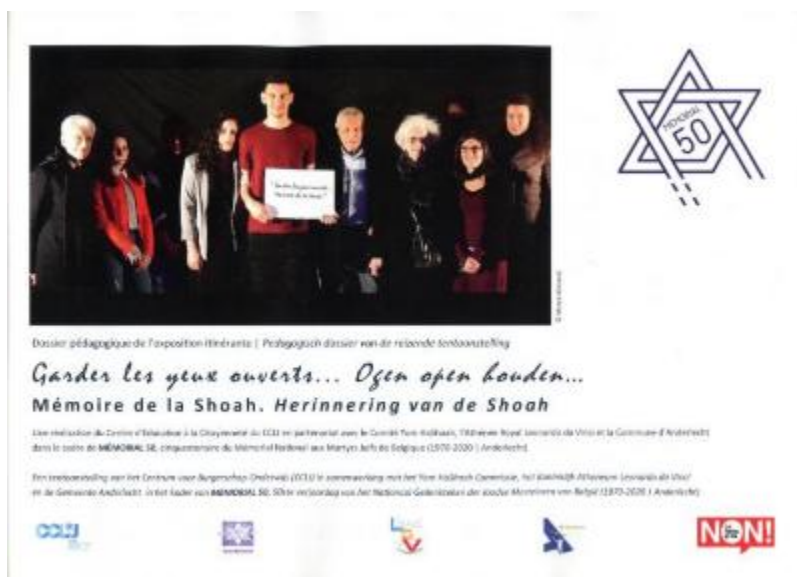 MEMORIAL
50
Dossier pédagogique de l'exposition itinérante | Pedagogisch dossier van de reizende tentoonstelling
Garder les yeux ouverts... Ogen open houden...
Mémoire de la Shoah. Herinnering van de Shoah
Une réalisation du Centre d'Education à la Citoyenneté du CCLJ en partenariat avec le Comité Yom HaShoah, l'Athénée Royal Leonardo da Vinci et la Commune d'Anderlecht
dans le cadre de MÉMORIAL 50, cinquantenaire du Mémorial National aux Martyrs Juifs de Belgique (1970-2020 | Anderlecht).
Een tentoonstelling van het Centrum voor Burgerschap Onderwijs (CCLJ) in samenwerking met het Yom HaShoah Commissie, het Koninklijk Atheneum Leonardo da Vinci
en de Gemeente Anderlecht in het kader van MEMORIAL 50, 50ste verjaardag van het Nationaal Gedenkteken der Joodse Martelaren van België (1970-2020 | Anderlecht)
CCLJ
NON!